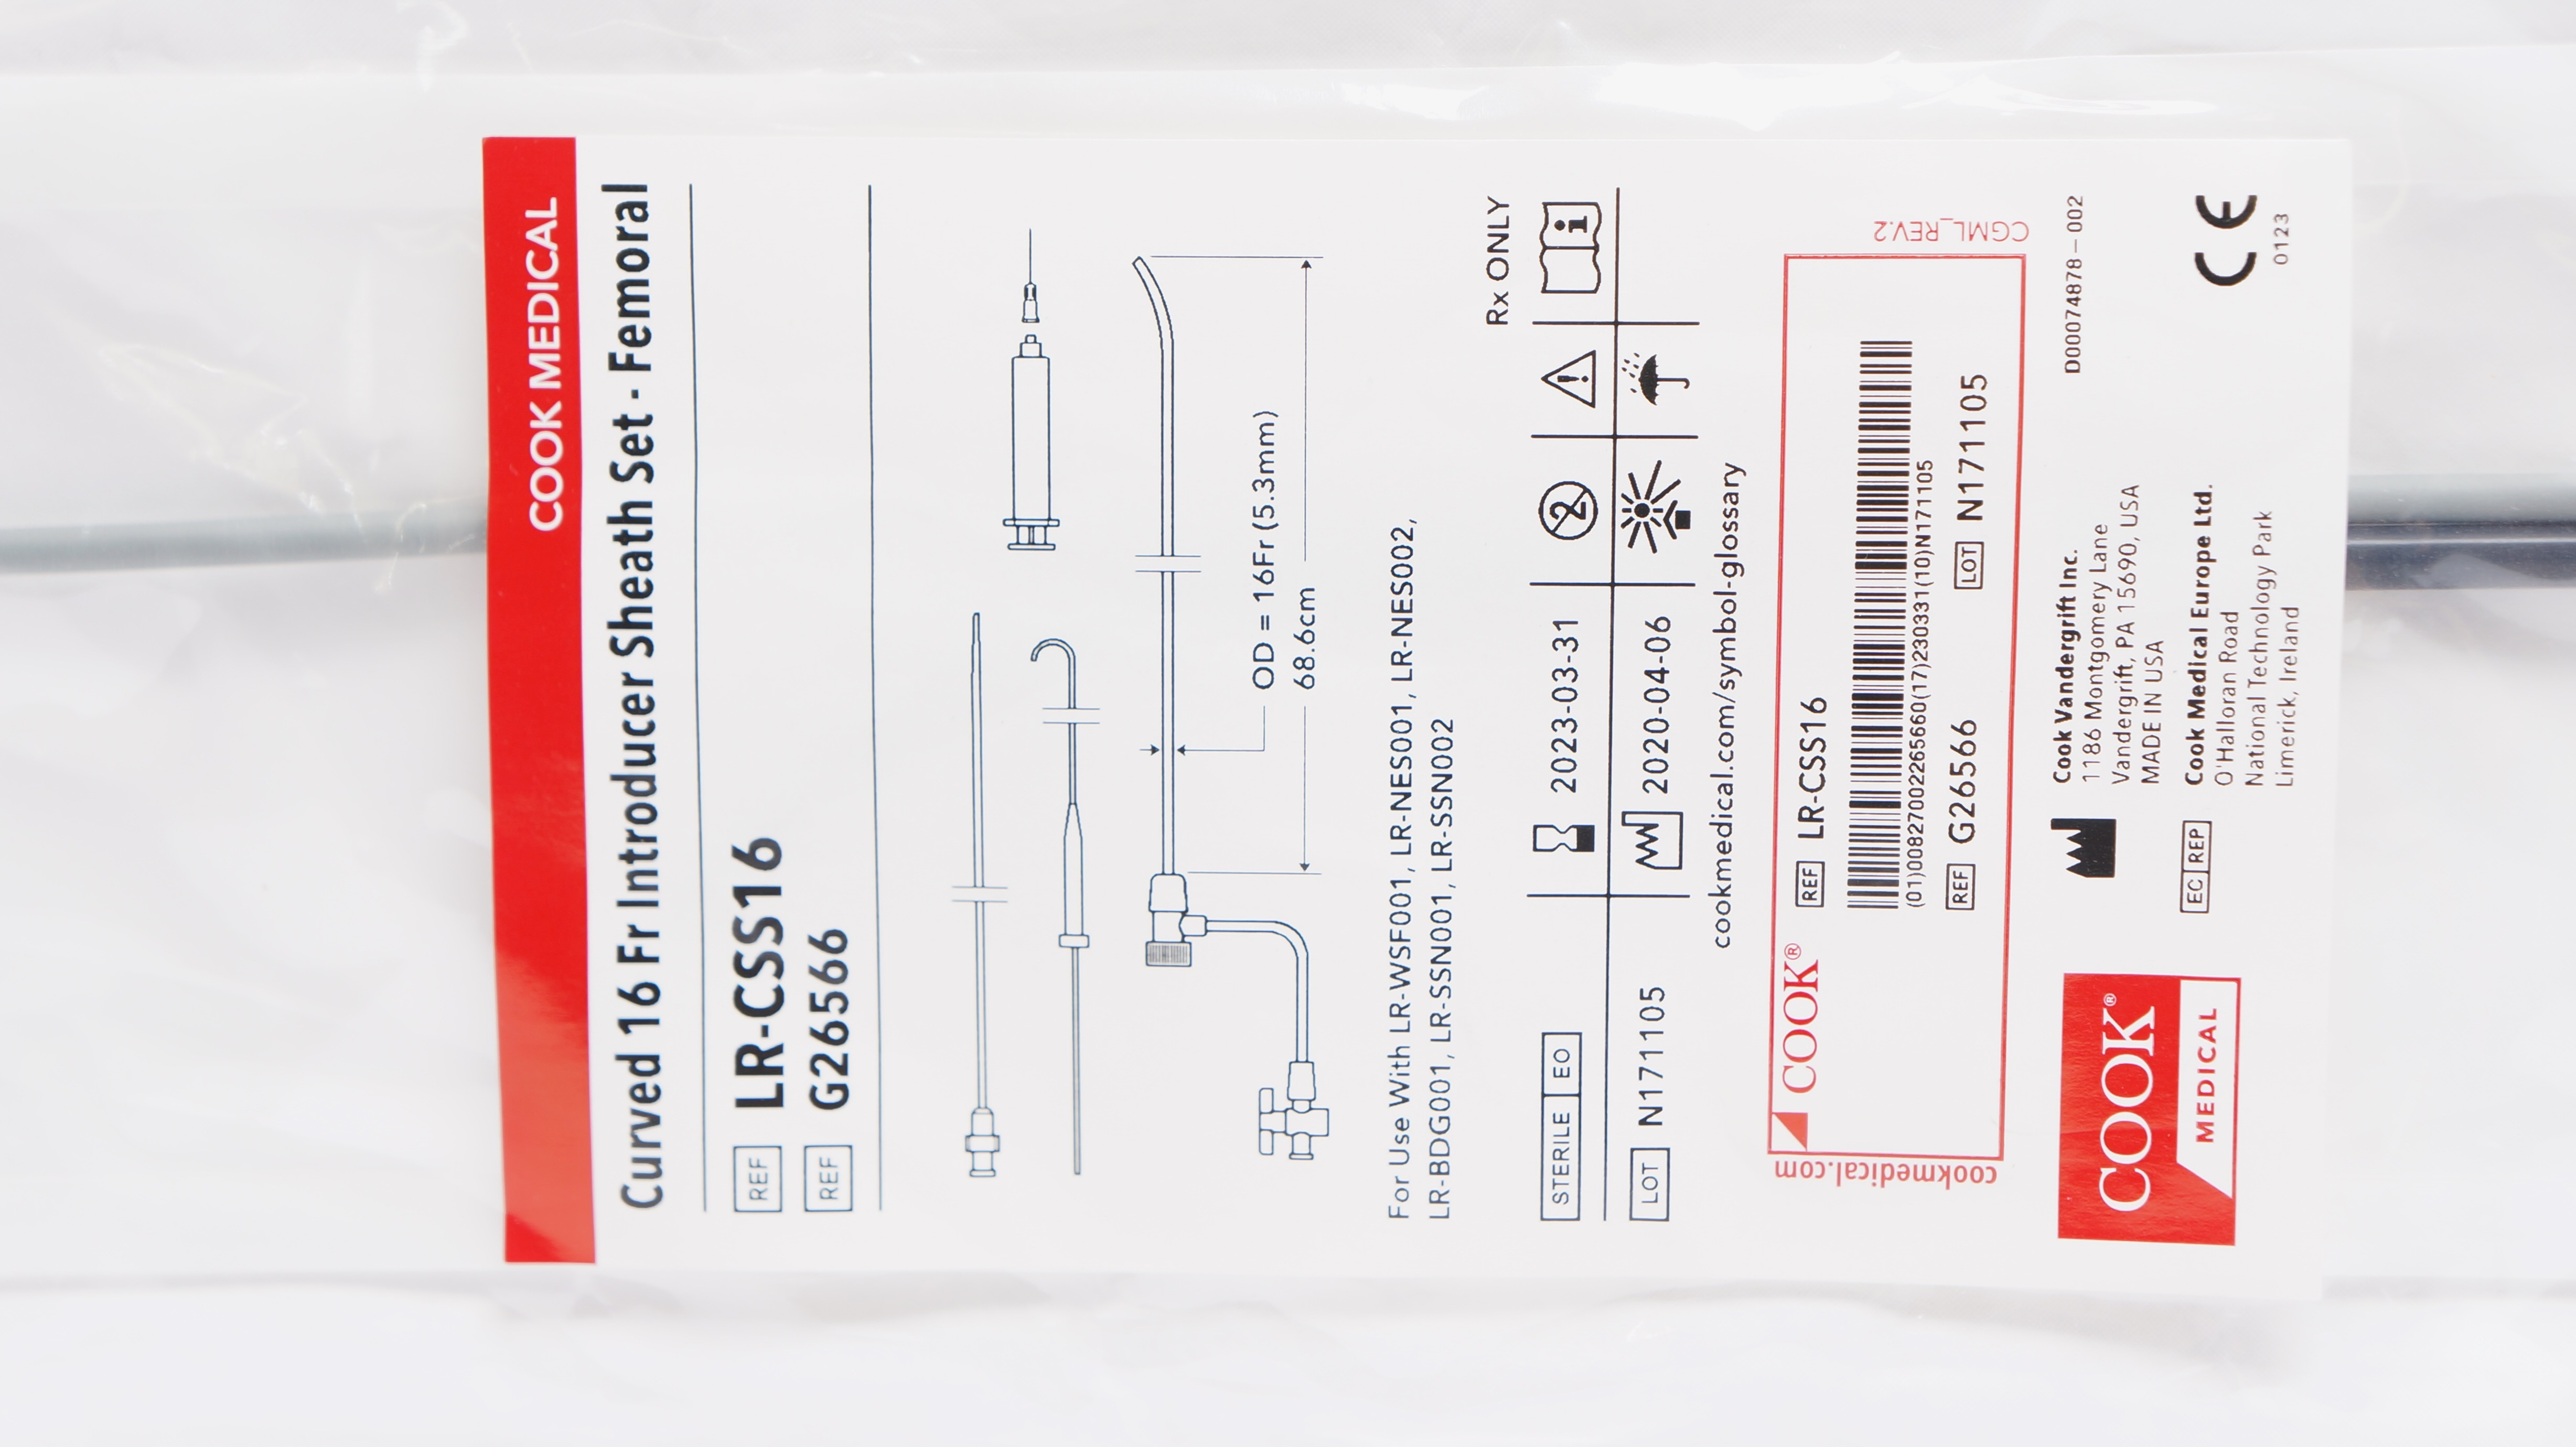 COOK MEDICAL
Curved 16 Fr Introducer Sheath Set - Femoral
REF LR-CSS16
REF G26566
OD = 16Fr (5.3mm)
68.6cm
For Use With LR-WSF001, LR-NES001, LR-NES002,
LR-BDG001, LR-SSN001, LR-SSN002
Rx ONLY
STERILE EO 2023-03-31 2 i
LOT N171105 2020-04-06
cookmedical.com/symbol-glossary
COOK® REF LR-CSS16
(01)00827002265660(17)230331(10)N171105
REF G26566 LOT N171105
cookmedical.com
CGML_REV.2
D00074878-002
Cook Vandergrift Inc.
1186 Montgomery Lane
Vandergrift, PA 15690, USA
MADE IN USA
EC REP Cook Medical Europe Ltd.
O'Halloran Road
National Technology Park
Limerick, Ireland
COOK®
MEDICAL
CE
0123